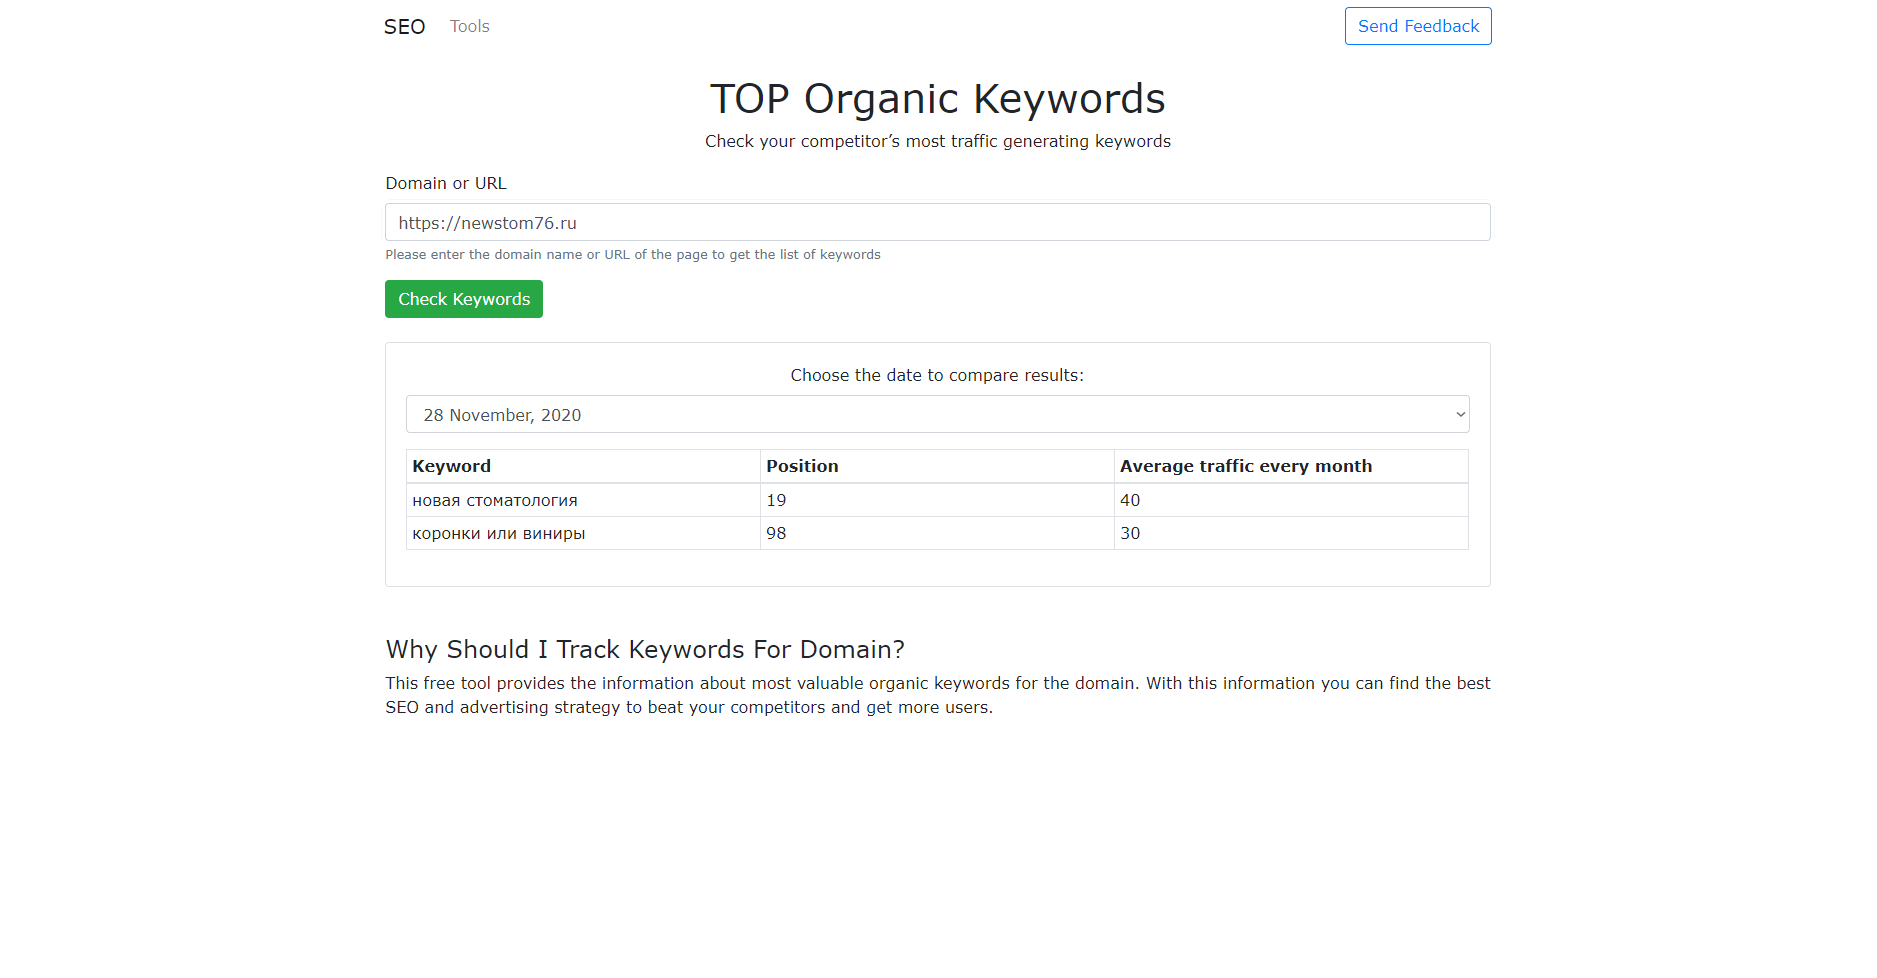 SEO Tools Send Feedback
TOP Organic Keywords
Check your competitor’s most traffic generating keywords
Domain or URL
https://newstom76.ru
Please enter the domain name or URL of the page to get the list of keywords
Check Keywords
Choose the date to compare results:
28 November, 2020
Keyword Position Average traffic every month
новая стоматология 19 40
коронки или виниры 98 30
Why Should I Track Keywords For Domain?
This free tool provides the information about most valuable organic keywords for the domain. With this information you can find the best
SEO and advertising strategy to beat your competitors and get more users.